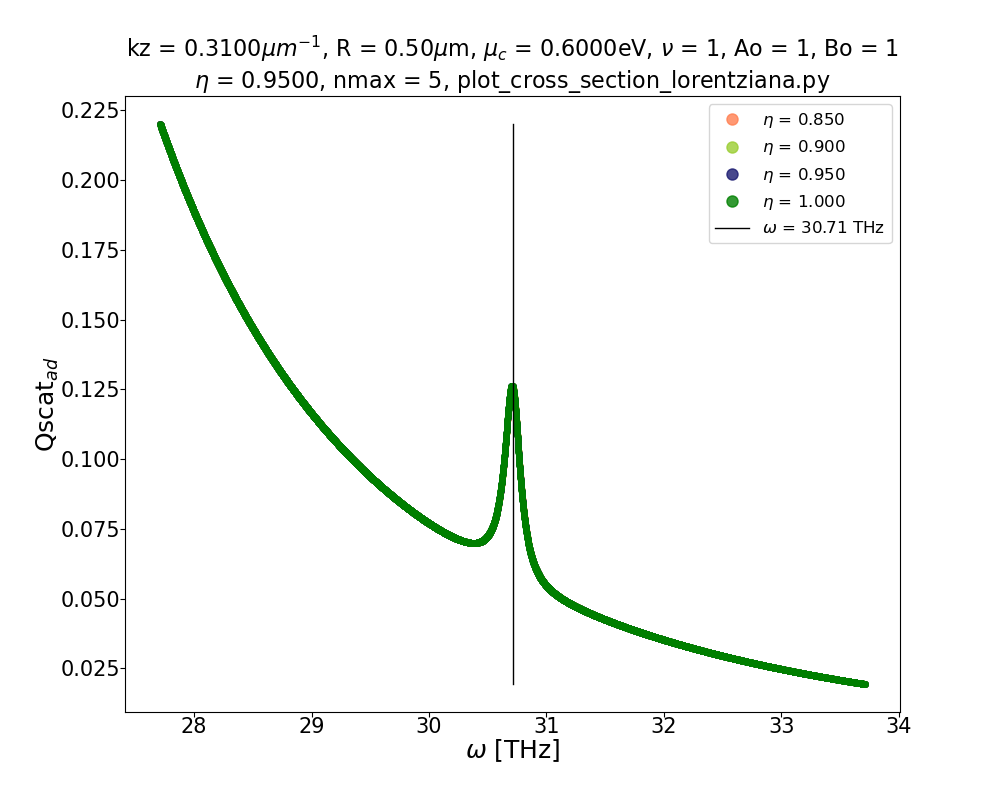 kz = 0.3100μm⁻¹, R = 0.50μm, μ_c = 0.6000eV, ν = 1, Ao = 1, Bo = 1
η = 0.9500, nmax = 5, plot_cross_section_lorentziana.py
η = 0.850
η = 0.900
η = 0.950
η = 1.000
ω = 30.71 THz
Qscat_ad
0.225
0.200
0.175
0.150
0.125
0.100
0.075
0.050
0.025
28 29 30 31 32 33 34
ω [THz]